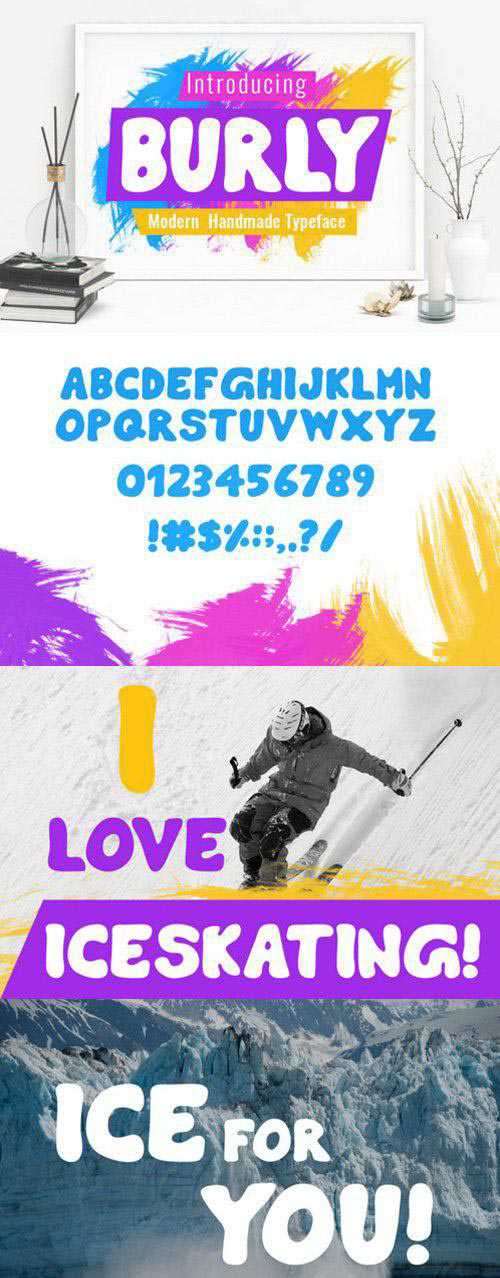 Introducing
BURLY
Modern Handmade Typeface
ABCDEFGHIJKLMN
OPQRSTUVWXYZ
0123456789
!#$%:;,.?/
I
LOVE
ICESKATING!
ICE FOR
YOU!